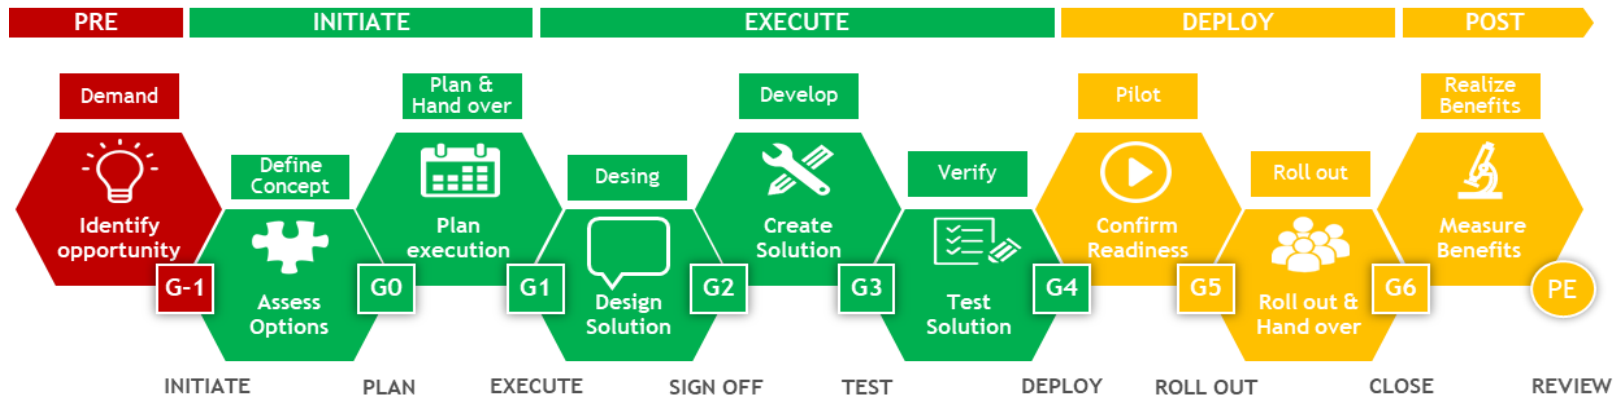 PRE
INITIATE
EXECUTE
DEPLOY
POST
Demand
Identify
opportunity
G-1
Define
Concept
Assess
Options
G0
Plan &
Hand over
Plan
execution
G1
Desing
Design
Solution
G2
Develop
Create
Solution
G3
Verify
Test
Solution
G4
Pilot
Confirm
Readiness
G5
Roll out
Roll out &
Hand over
G6
Realize
Benefits
Measure
Benefits
PE
INITIATE
PLAN
EXECUTE
SIGN OFF
TEST
DEPLOY
ROLL OUT
CLOSE
REVIEW